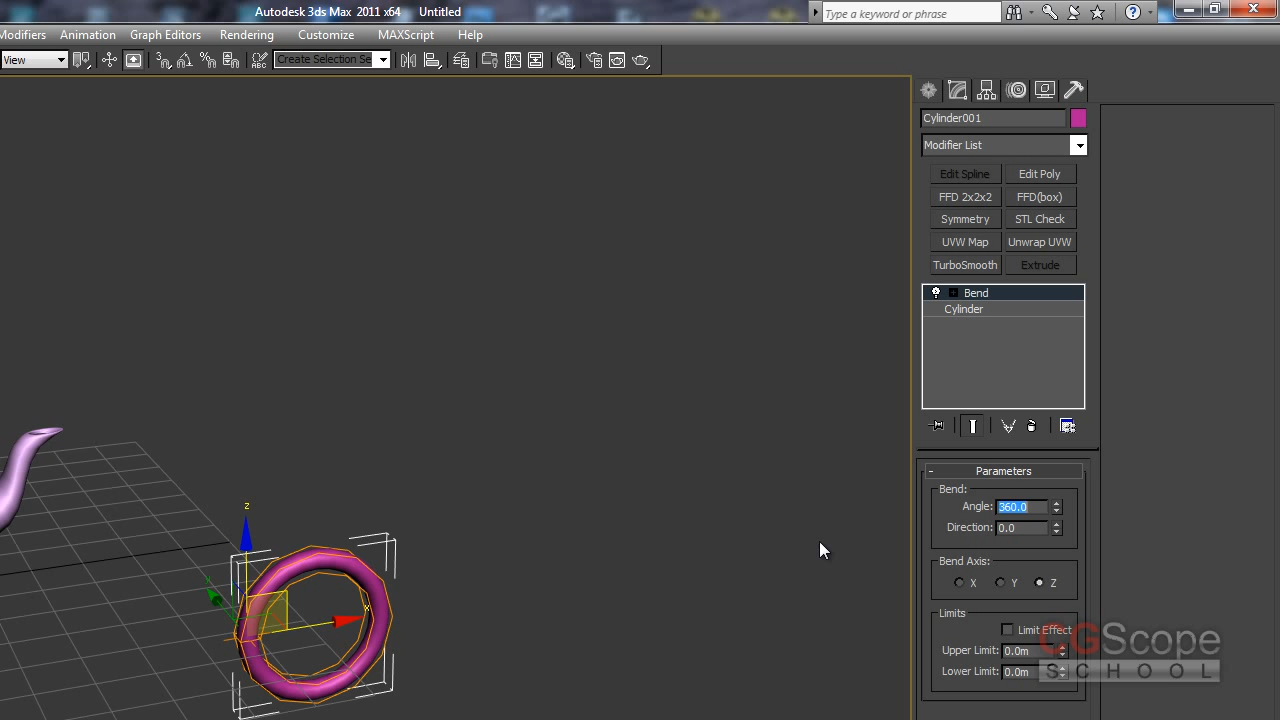 Autodesk 3ds Max 2011 x64 Untitled
Type a keyword or phrase
Modifiers Animation Graph Editors Rendering Customize MAXScript Help
View
Create Selection Se
Cylinder001
Modifier List
Edit Spline Edit Poly
FFD 2x2x2 FFD(box)
Symmetry STL Check
UVW Map Unwrap UVW
TurboSmooth Extrude
Bend
Cylinder
- Parameters
Bend:
Angle: 360.0
Direction: 0.0
Bend Axis:
X Y Z
Limits
Limit Effect
Upper Limit: 0.0m
Lower Limit: 0.0m
CGScope
SCHOOL
z
x